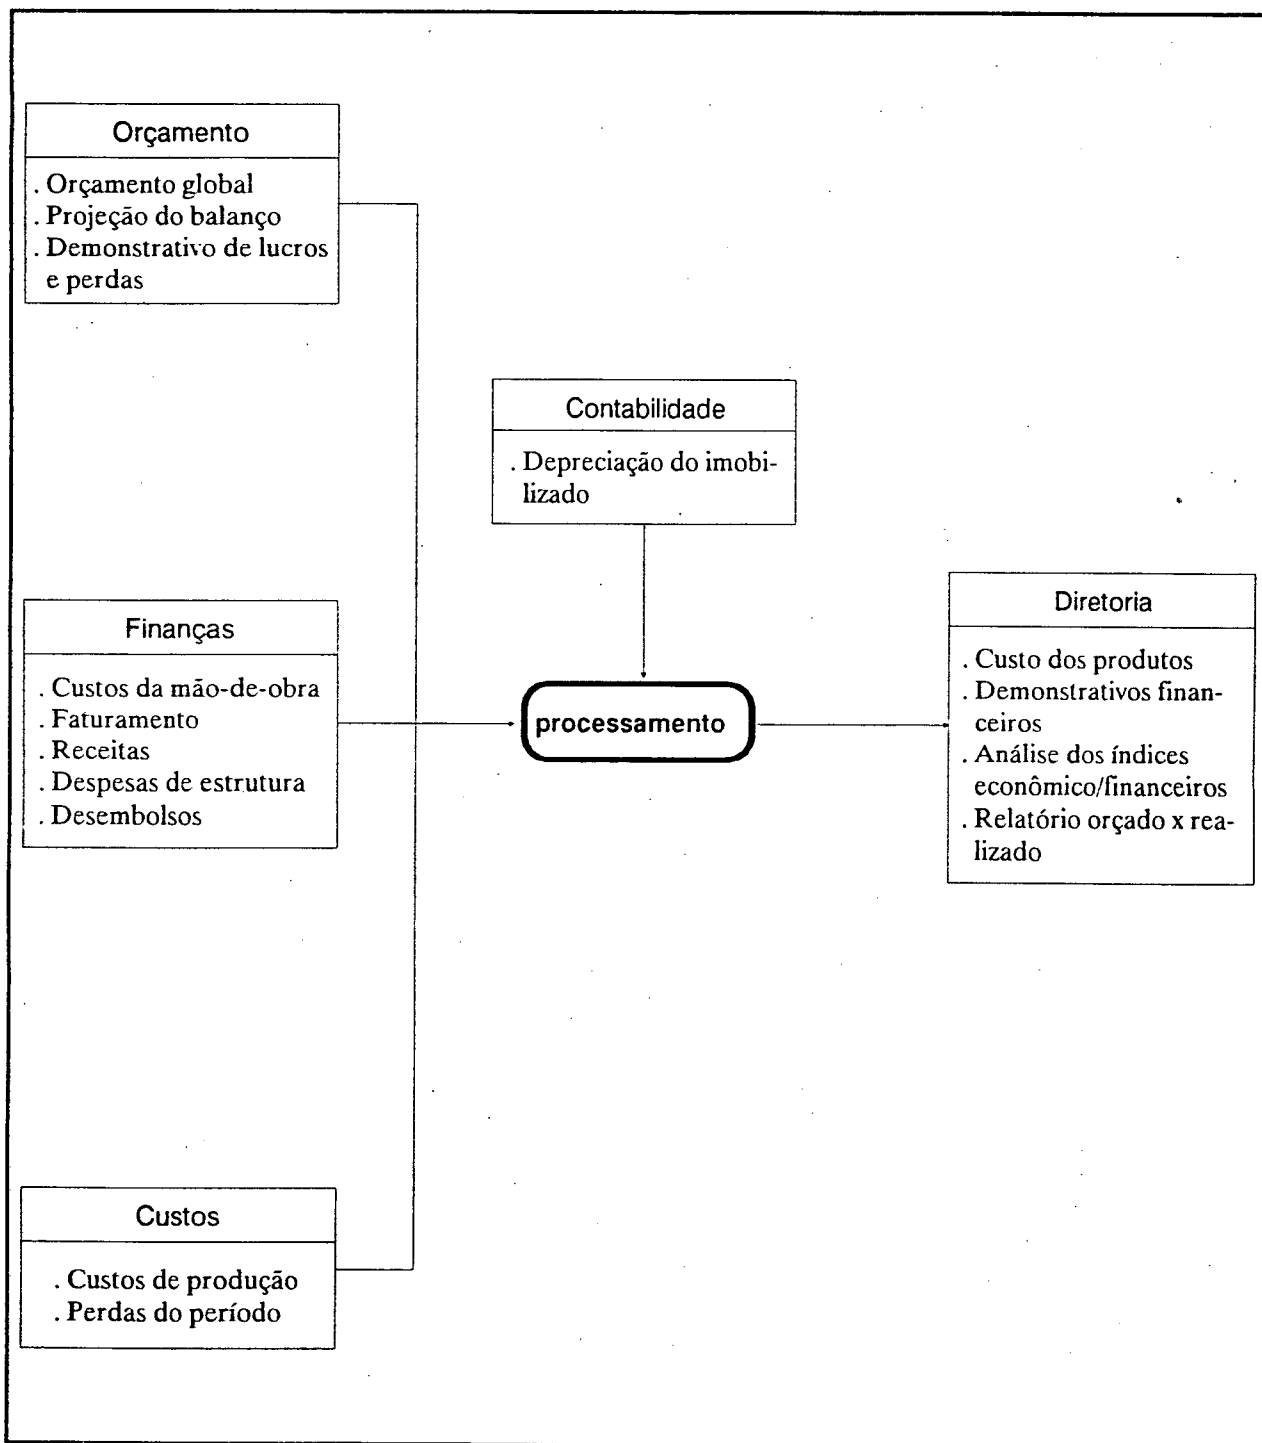 Orçamento
. Orçamento global
. Projeção do balanço
. Demonstrativo de lucros
e perdas
Contabilidade
. Depreciação do imobi-
lizado
Finanças
. Custos da mão-de-obra
. Faturamento
. Receitas
. Despesas de estrutura
. Desembolsos
processamento
Diretoria
. Custo dos produtos
. Demonstrativos finan-
ceiros
. Análise dos índices
econômico/financeiros
. Relatório orçado x rea-
lizado
Custos
. Custos de produção
. Perdas do período